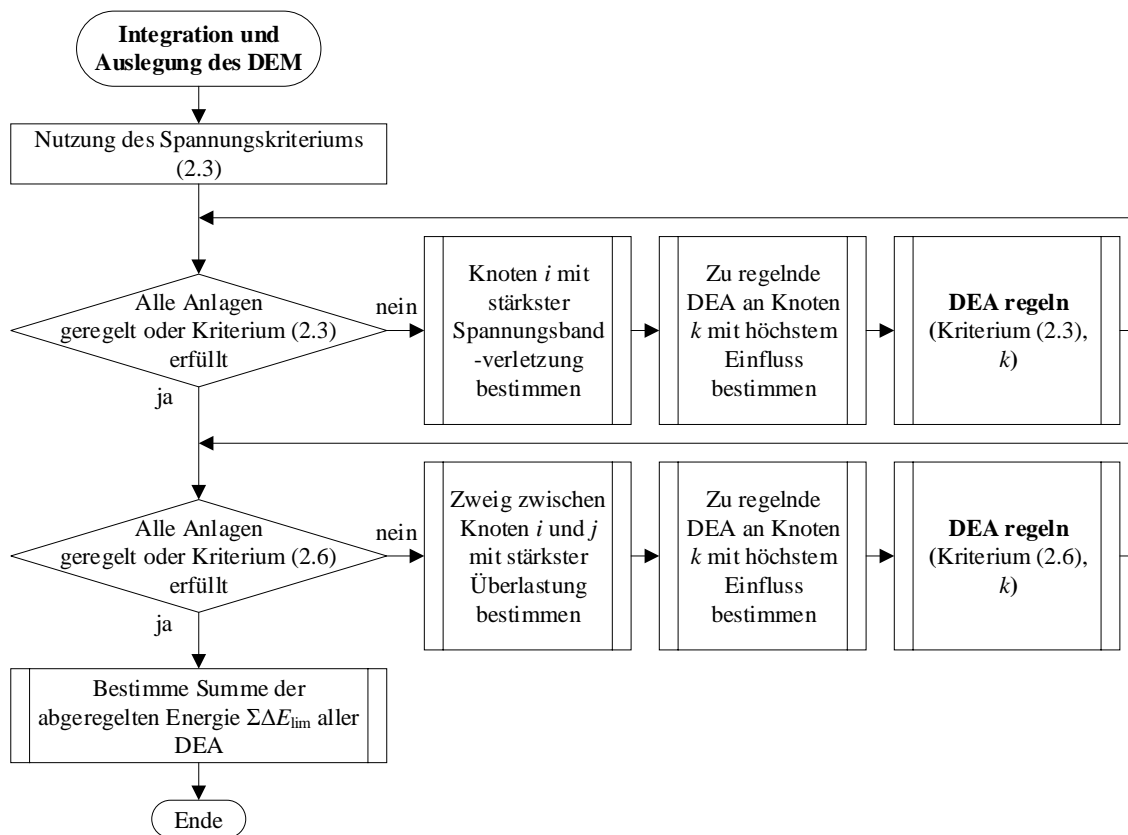 Integration und
Auslegung des DEM
Nutzung des Spannungskriteriums
(2.3)
Alle Anlagen
geregelt oder Kriterium (2.3)
erfüllt
nein
ja
Knoten i mit
stärkster
Spannungsband
-verletzung
bestimmen
Zu regelnde
DEA an Knoten
k mit höchstem
Einfluss
bestimmen
DEA regeln
(Kriterium (2.3),
k)
Alle Anlagen
geregelt oder Kriterium (2.6)
erfüllt
nein
ja
Zweig zwischen
Knoten i und j
mit stärkster
Überlastung
bestimmen
Zu regelnde
DEA an Knoten
k mit höchstem
Einfluss
bestimmen
DEA regeln
(Kriterium (2.6),
k)
Bestimme Summe der
abgeregelten Energie ΣΔE_lim aller
DEA
Ende